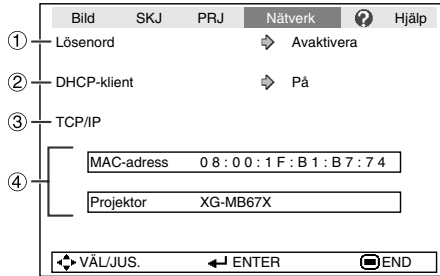 Bild SKJ PRJ Nätverk ? Hjälp
① Lösenord Avaktivera
② DHCP-klient På
③ TCP/IP
④
MAC-adress 08:00:1F:B1:B7:74
Projektor XG-MB67X
VÄL/JUS. ENTER END